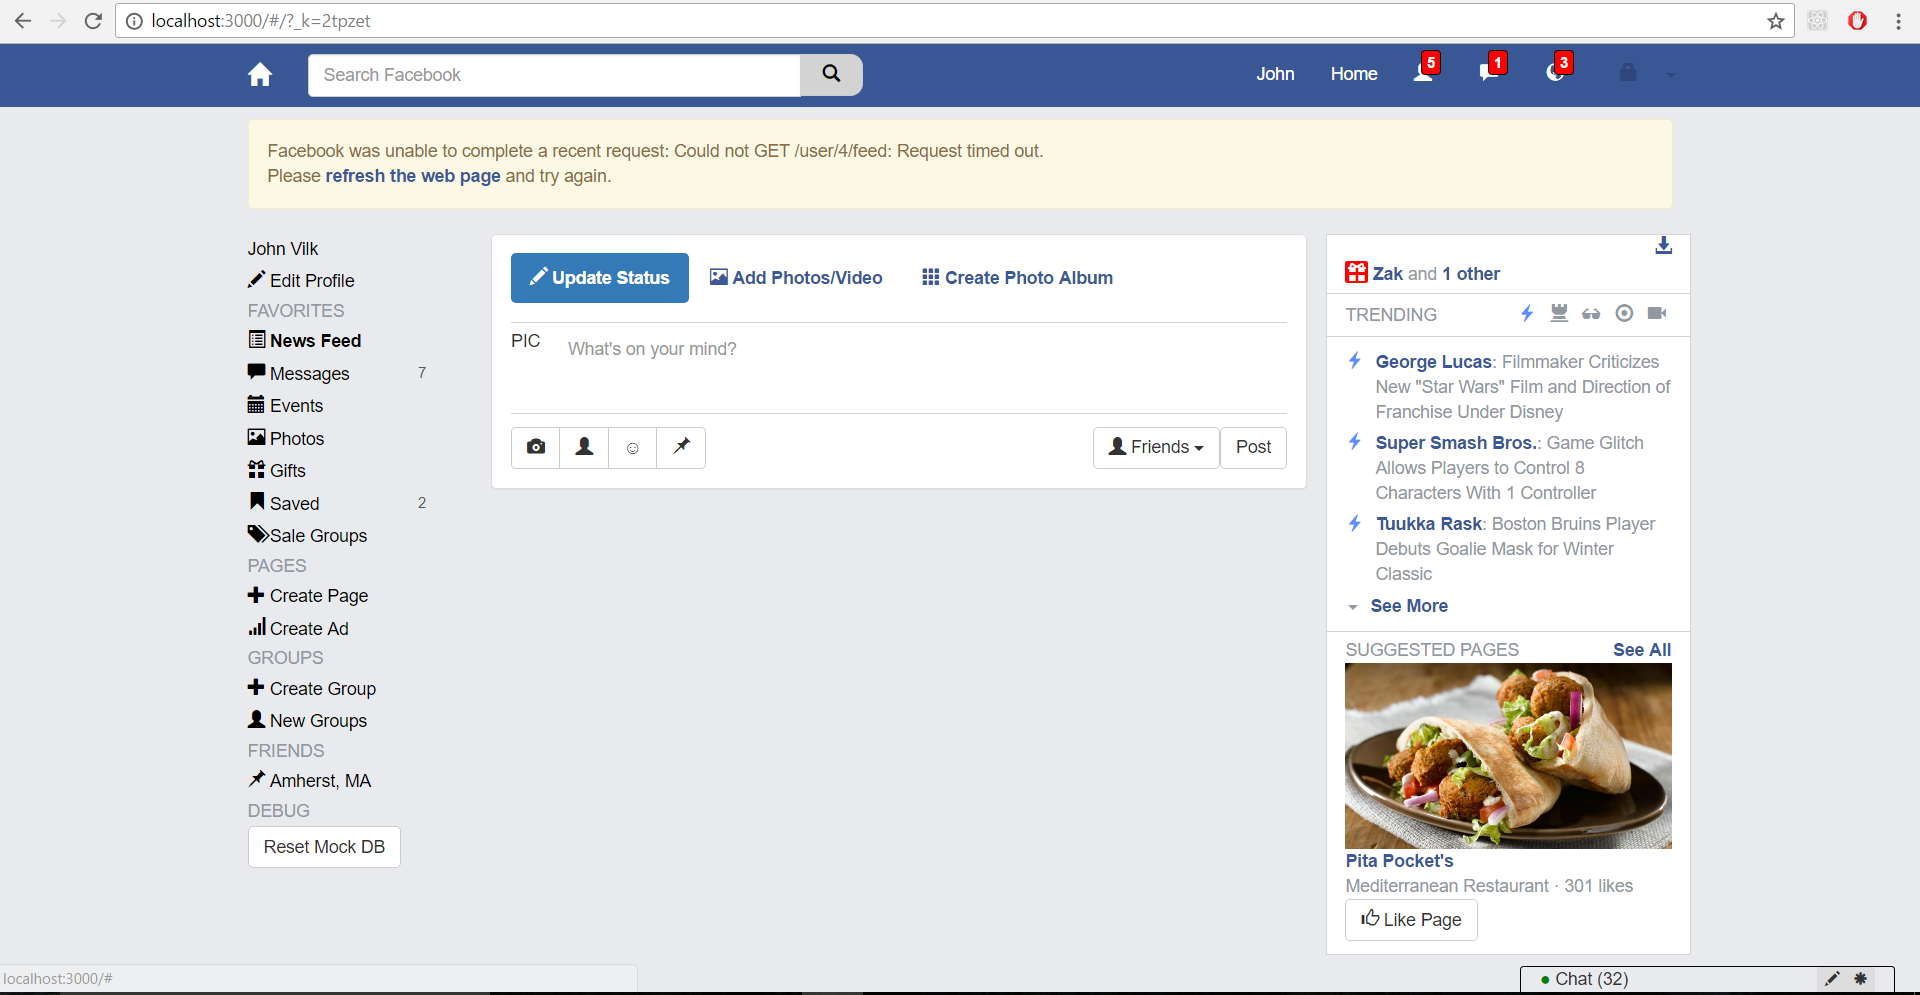 localhost:3000/#/?_k=2tpzet
Search Facebook
John
Home
5
1
3
Facebook was unable to complete a recent request: Could not GET /user/4/feed: Request timed out.
Please refresh the web page and try again.
John Vilk
Edit Profile
FAVORITES
News Feed
Messages 7
Events
Photos
Gifts
Saved 2
Sale Groups
PAGES
Create Page
Create Ad
GROUPS
Create Group
New Groups
FRIENDS
Amherst, MA
DEBUG
Reset Mock DB
Update Status Add Photos/Video Create Photo Album
PIC What's on your mind?
Friends Post
Zak and 1 other
TRENDING
George Lucas: Filmmaker Criticizes
New "Star Wars" Film and Direction of
Franchise Under Disney
Super Smash Bros.: Game Glitch
Allows Players to Control 8
Characters With 1 Controller
Tuukka Rask: Boston Bruins Player
Debuts Goalie Mask for Winter
Classic
See More
SUGGESTED PAGES See All
Pita Pocket's
Mediterranean Restaurant · 301 likes
Like Page
localhost:3000/#
Chat (32)